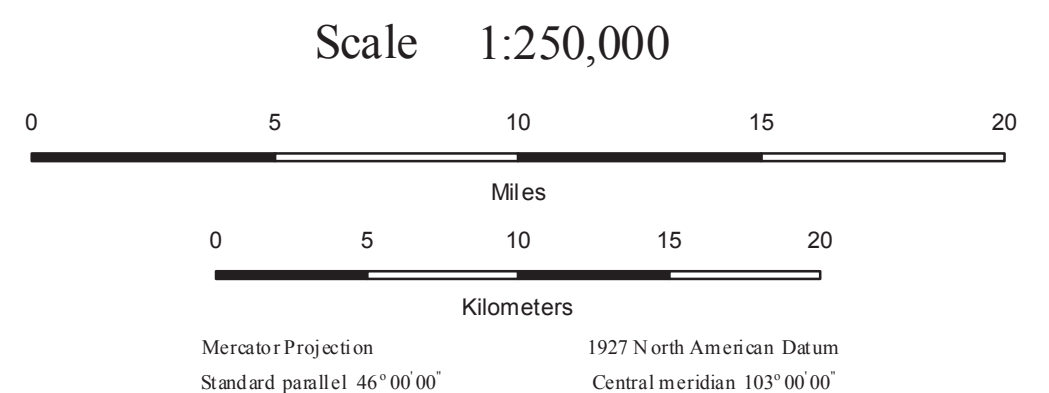 Scale 1:250,000
0 5 10 15 20
Miles
0 5 10 15 20
Kilometers
Mercator Projection 1927 North American Datum
Standard parallel 46° 00' 00" Central meridian 103° 00' 00"